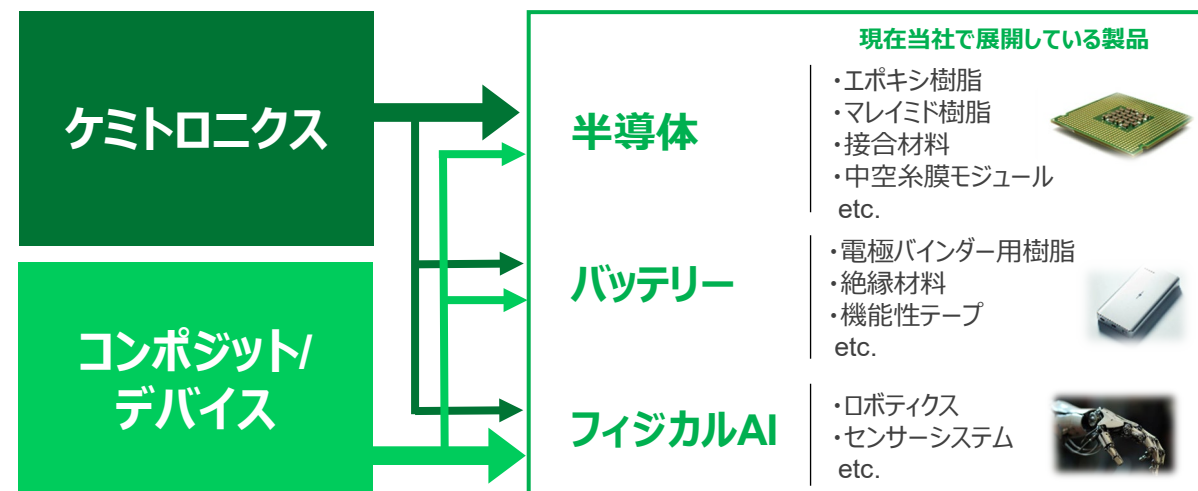 現在当社で展開している製品
ケミトロニクス
半導体
・エポキシ樹脂
・マレイミド樹脂
・接合材料
・中空糸膜モジュール
etc.
コンポジット/
デバイス
バッテリー
・電極バインダー用樹脂
・絶縁材料
・機能性テープ
etc.
フィジカルAI
・ロボティクス
・センサーシステム
etc.